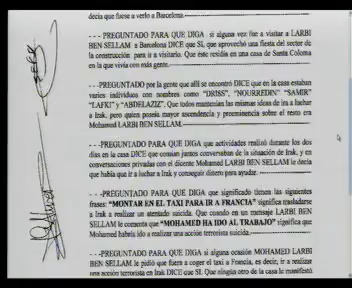 decía que fuese a verlo a Barcelona.
- - - PREGUNTADO PARA QUE DIGA si alguna vez fue a visitar a LARBI
BEN SELLAM a Barcelona DICE que SI, que aprovechó una fiesta del sector de
la construcción para ir a visitarlo. Que éste residía en una casa de Santa Coloma
en la que vivía con más gente.
- - -PREGUNTADO por la gente que allí se encontró DICE que en la casa estaban
varios individuos con nombres como "DRISS", "NOURREDIN" "SAMIR"
"LAFKI" y "ABDELAZIZ". Que todos mantenían las mismas ideas de ir a luchar
a Irak, pero quien poseía mayor ascendencia y preeminencia sobre el resto era
Mohamed LARBI BEN SELLAM.
- - -PREGUNTADO PARA QUE DIGA que actividades realizó durante los dos
días en la casa DICE que comían juntos conversaban de la situación de Irak, y en
conversaciones privadas con el dicente Mohamed LARBI BEN SELLAM le decía
que había que ir a luchar a Irak y conseguir dinero para ayudar.
- - -PREGUNTADO PARA QUE DIGA que significado tienen las siguientes
frases: "MONTAR EN EL TAXI PARA IR A FRANCIA" significa trasladarse
a Irak a realizar un atentado suicida. Que cuando en un mensaje LARBI BEN
SELLAM le comenta que "MOHAMED HA IDO AL TRABAJO" significa que
Mohamed habría ido a realizar una acción terrorista suicida.
- - -PREGUNTADO PARA QUE DIGA si alguna ocasión MOHAMED LARBI
BEN SELLAM le pidió que fuera a coger el taxi a Francia, es decir, ir a realizar
una acción terrorista en Irak DICE que SI. Que ningún otro de la casa le manifestó